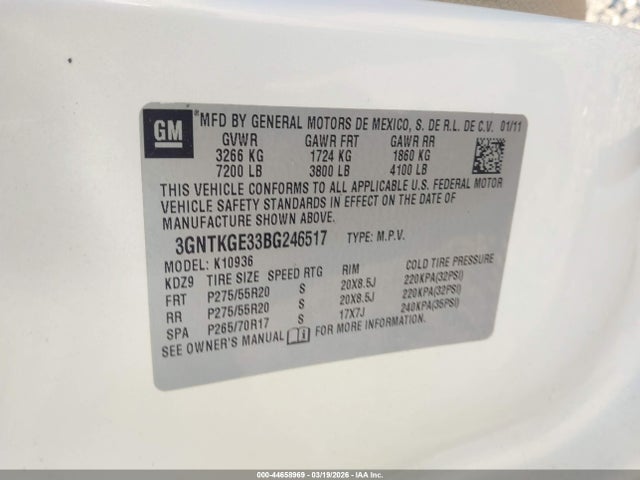 GM
*MFD BY GENERAL MOTORS DE MEXICO, S. DE R.L. DE C.V. 01/11
GVWR GAWR FRT GAWR RR
3266 KG 1724 KG 1860 KG
7200 LB 3800 LB 4100 LB
THIS VEHICLE CONFORMS TO ALL APPLICABLE U.S. FEDERAL MOTOR
VEHICLE SAFETY STANDARDS IN EFFECT ON THE DATE OF
MANUFACTURE SHOWN ABOVE.
3GNTKGE33BG246517 TYPE: M.P.V.
MODEL: K10936
KDZ9 TIRE SIZE SPEED RTG RIM COLD TIRE PRESSURE
FRT P275/55R20 S 20X8.5J 220KPA(32PSI)
RR P275/55R20 S 20X8.5J 220KPA(32PSI)
SPA P265/70R17 S 17X7J 240KPA(35PSI)
SEE OWNER'S MANUAL FOR MORE INFORMATION.
000-44658969 | 03/19/2026 | IAAI, Inc.